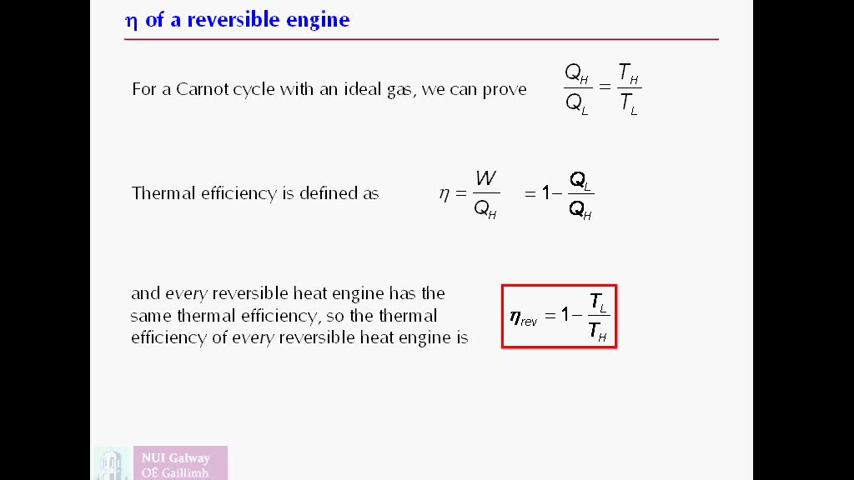 η of a reversible engine
For a Carnot cycle with an ideal gas, we can prove Q_H/Q_L = T_H/T_L
Thermal efficiency is defined as η = W/Q_H = 1− Q_L/Q_H
and every reversible heat engine has the
same thermal efficiency, so the thermal
efficiency of every reversible heat engine is
η_rev = 1− T_L/T_H
NUI Galway
OÉ Gaillimh